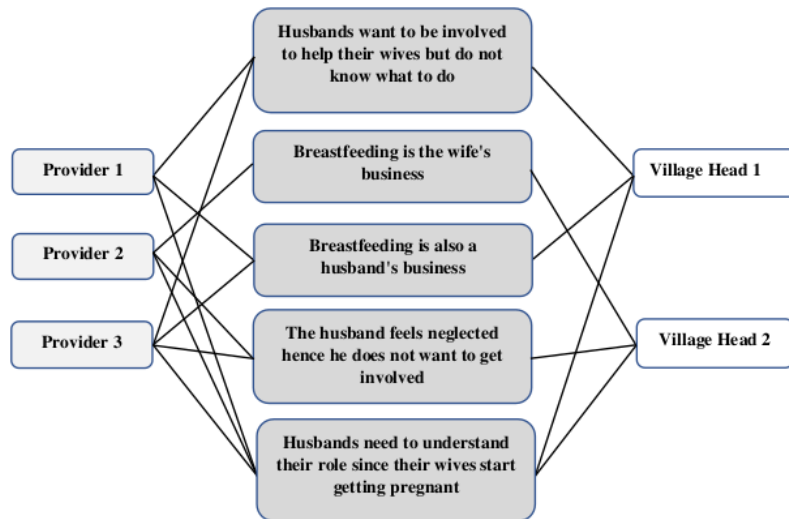 Husbands want to be involved
to help their wives but do not
know what to do
Provider 1
Breastfeeding is the wife's
business
Village Head 1
Provider 2
Breastfeeding is also a
husband's business
Provider 3
The husband feels neglected
hence he does not want to get
involved
Village Head 2
Husbands need to understand
their role since their wives start
getting pregnant